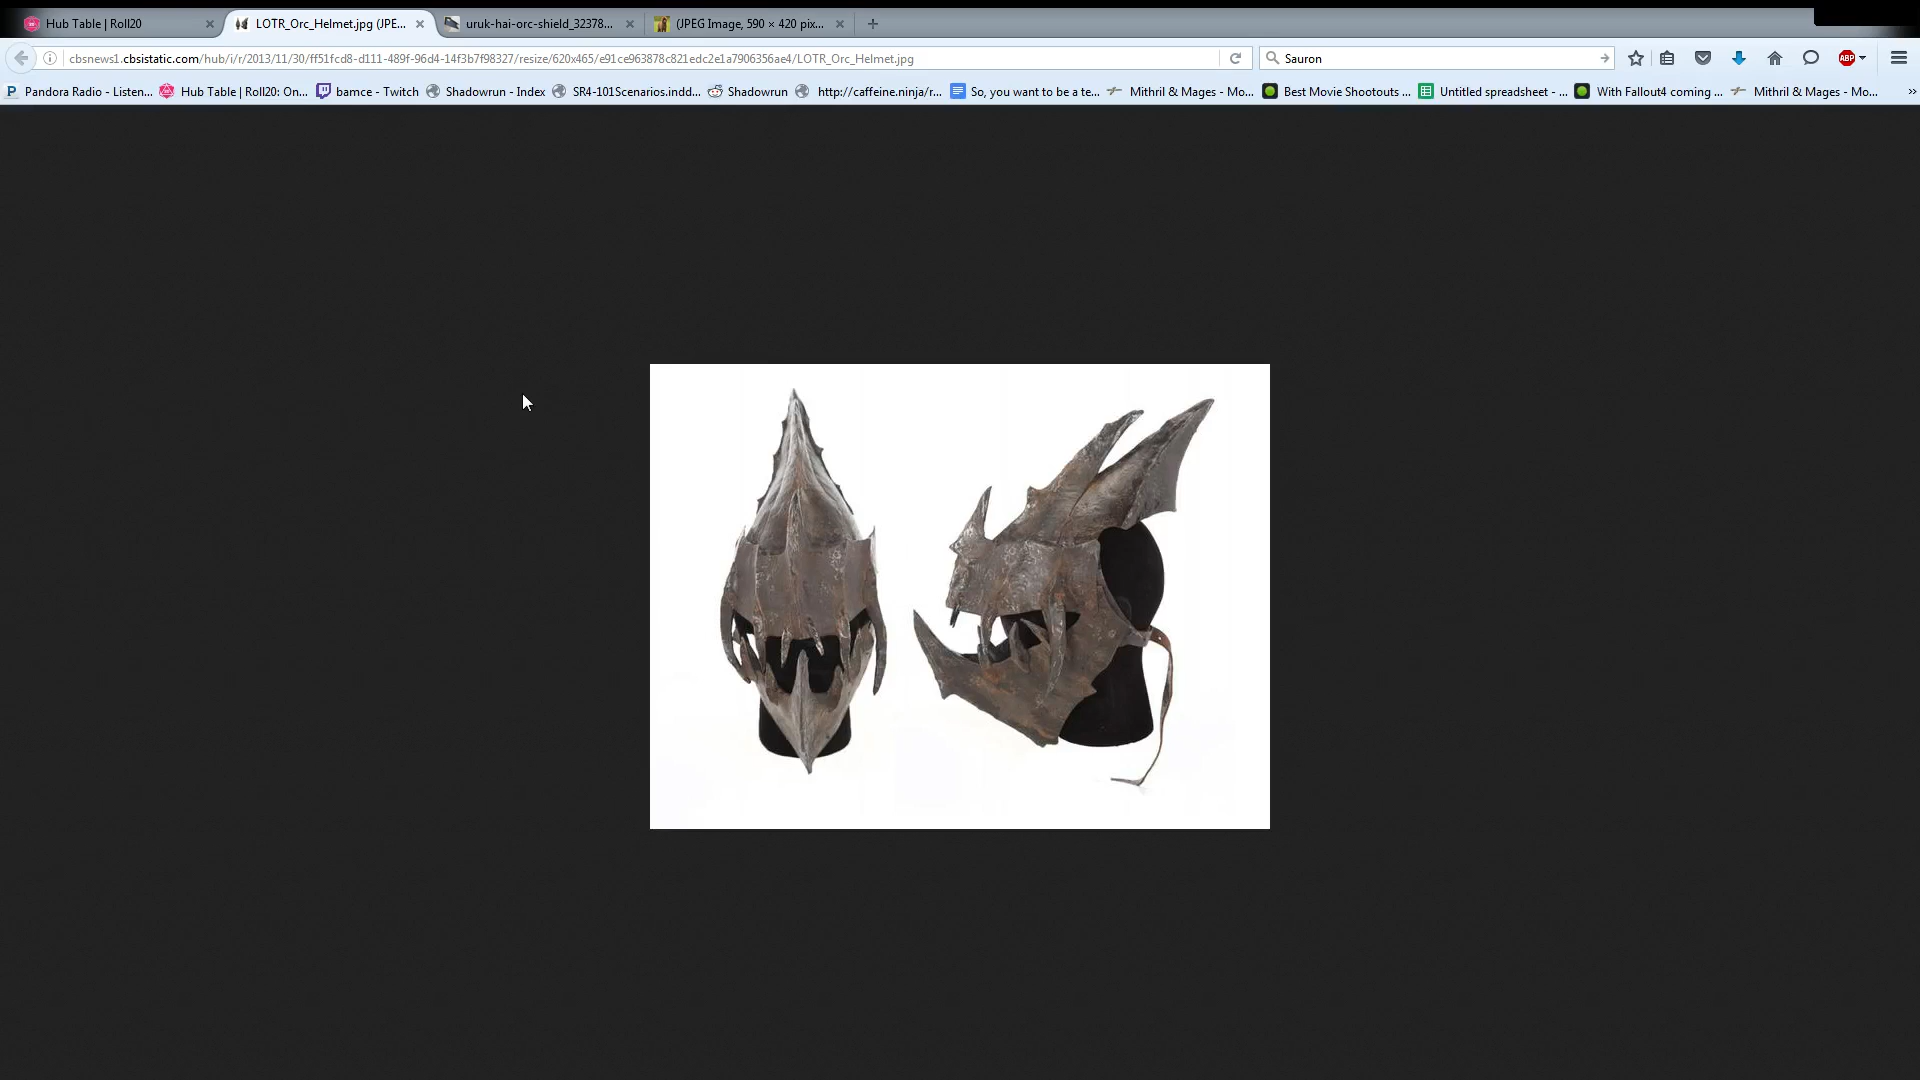 Hub Table | Roll20
LOTR_Orc_Helmet.jpg (JPE...
uruk-hai-orc-shield_32378...
(JPEG Image, 590 × 420 pix...
cbsnews1.cbsistatic.com/hub/i/r/2013/11/30/ff51fcd8-d111-489f-96d4-14f3b7f98327/resize/620x465/e91ce963878c821edc2e1a7906356ae4/LOTR_Orc_Helmet.jpg
Sauron
ABP
Pandora Radio - Listen...
Hub Table | Roll20: On...
bamce - Twitch
Shadowrun - Index
SR4-101Scenarios.indd...
Shadowrun
http://caffeine.ninja/r...
So, you want to be a te...
Mithril & Mages - Mo...
Best Movie Shootouts ...
Untitled spreadsheet - ...
With Fallout4 coming ...
Mithril & Mages - Mo...